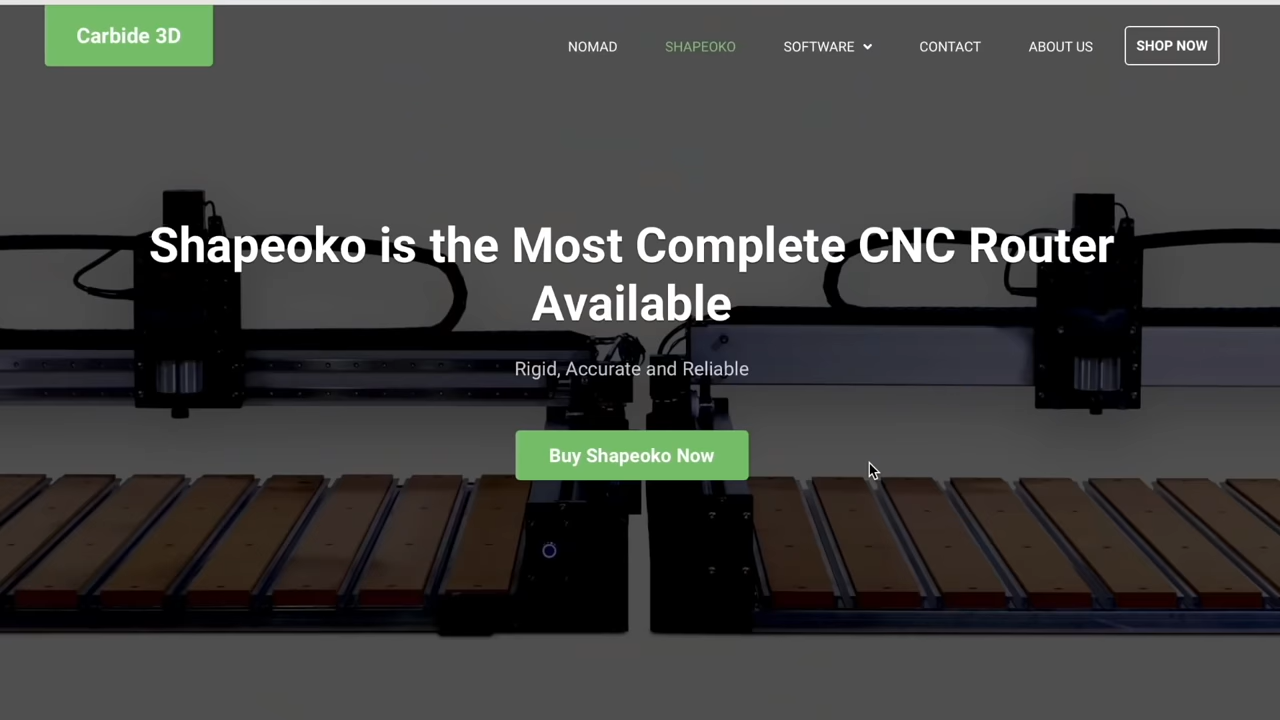 Carbide 3D
NOMAD
SHAPEOKO
SOFTWARE
CONTACT
ABOUT US
SHOP NOW
Shapeoko is the Most Complete CNC Router
Available
Rigid, Accurate and Reliable
Buy Shapeoko Now